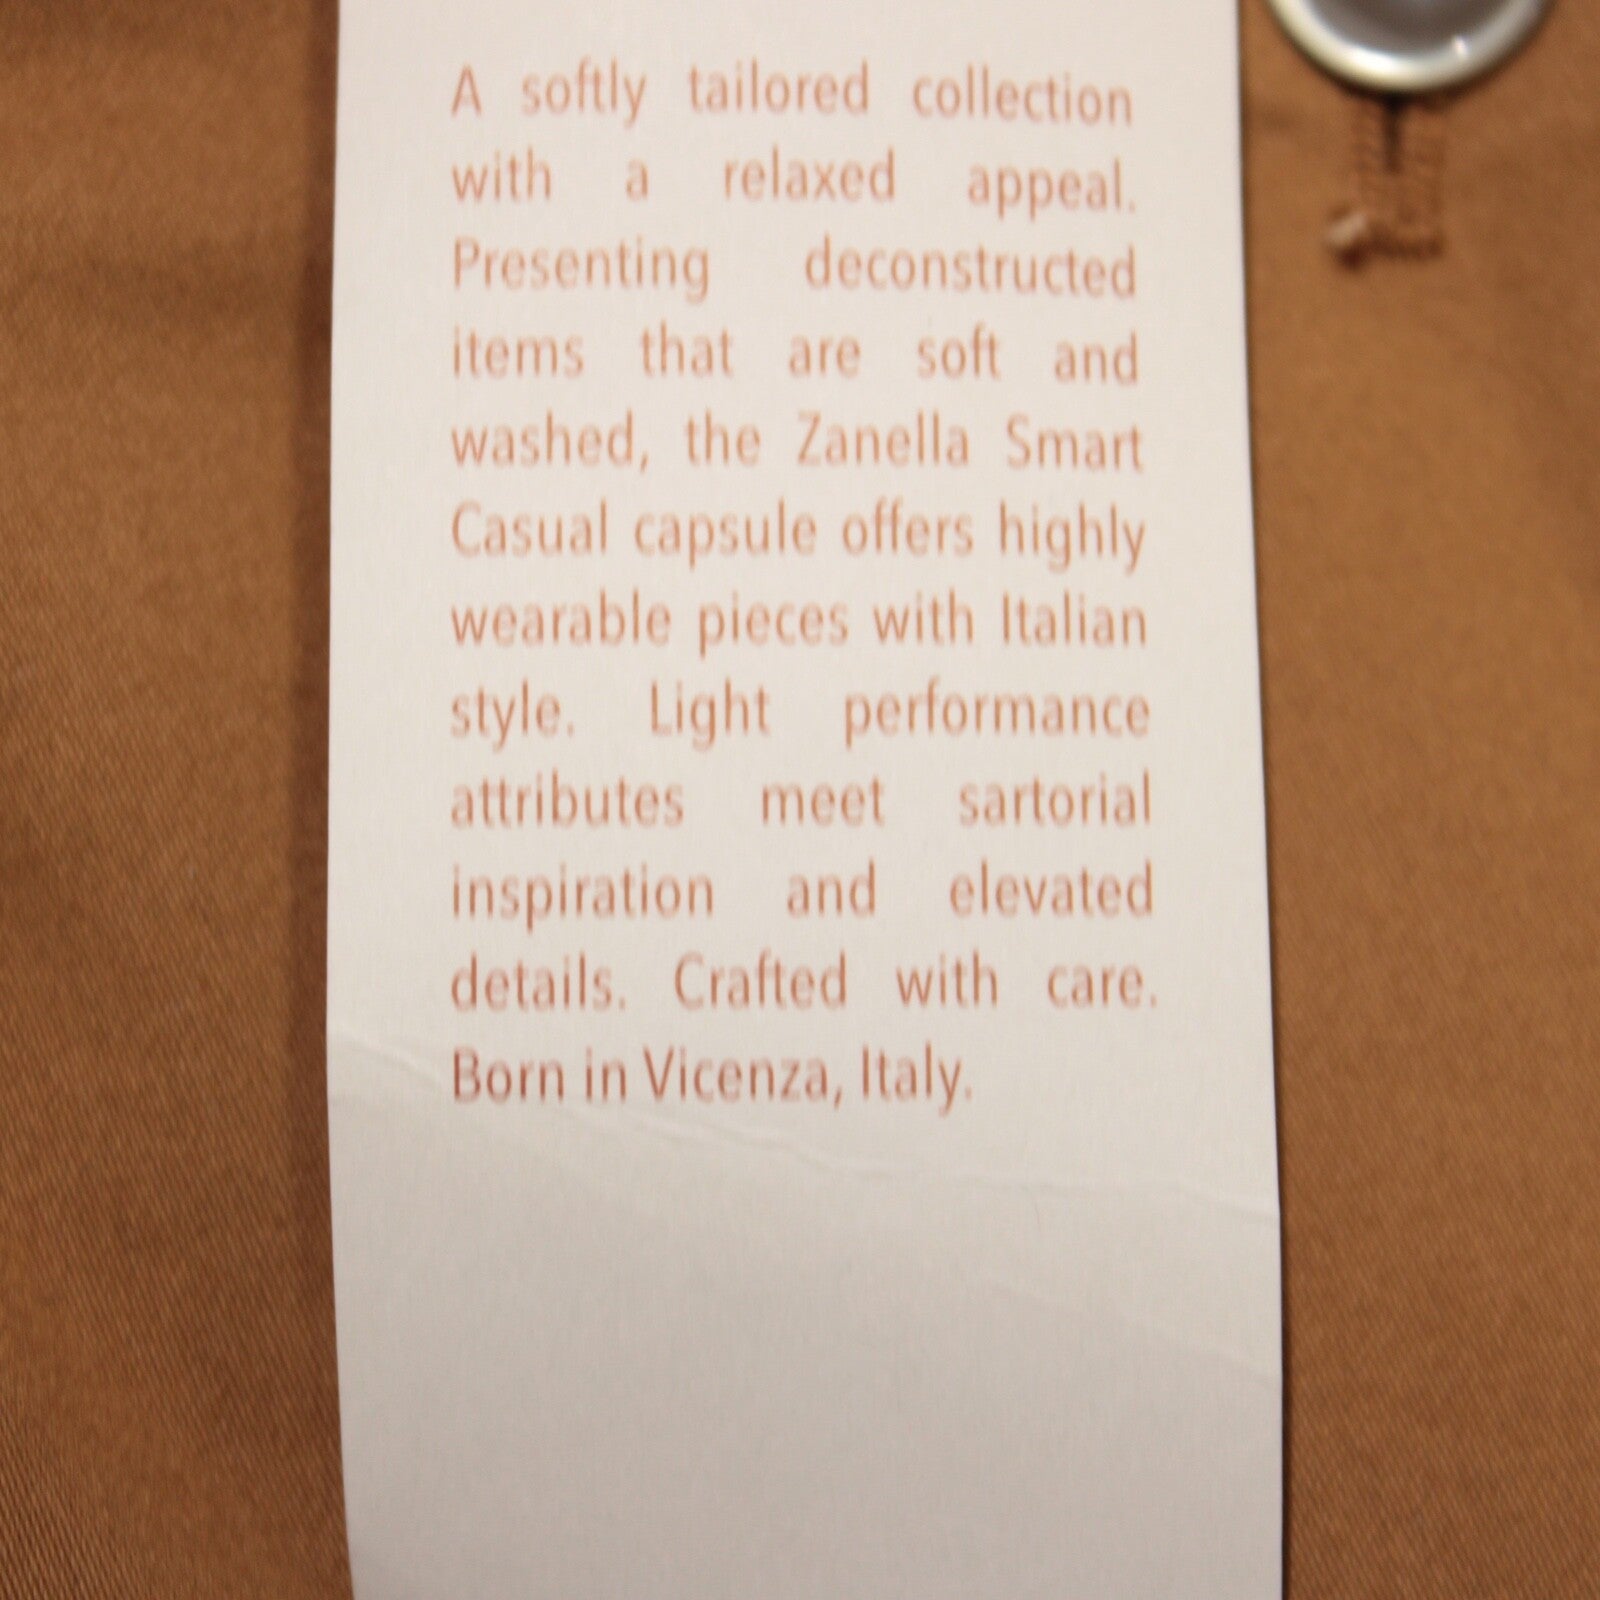 A softly tailored collection
with a relaxed appeal.
Presenting deconstructed
items that are soft and
washed, the Zanella Smart
Casual capsule offers highly
wearable pieces with Italian
style. Light performance
attributes meet sartorial
inspiration and elevated
details. Crafted with care.
Born in Vicenza, Italy.